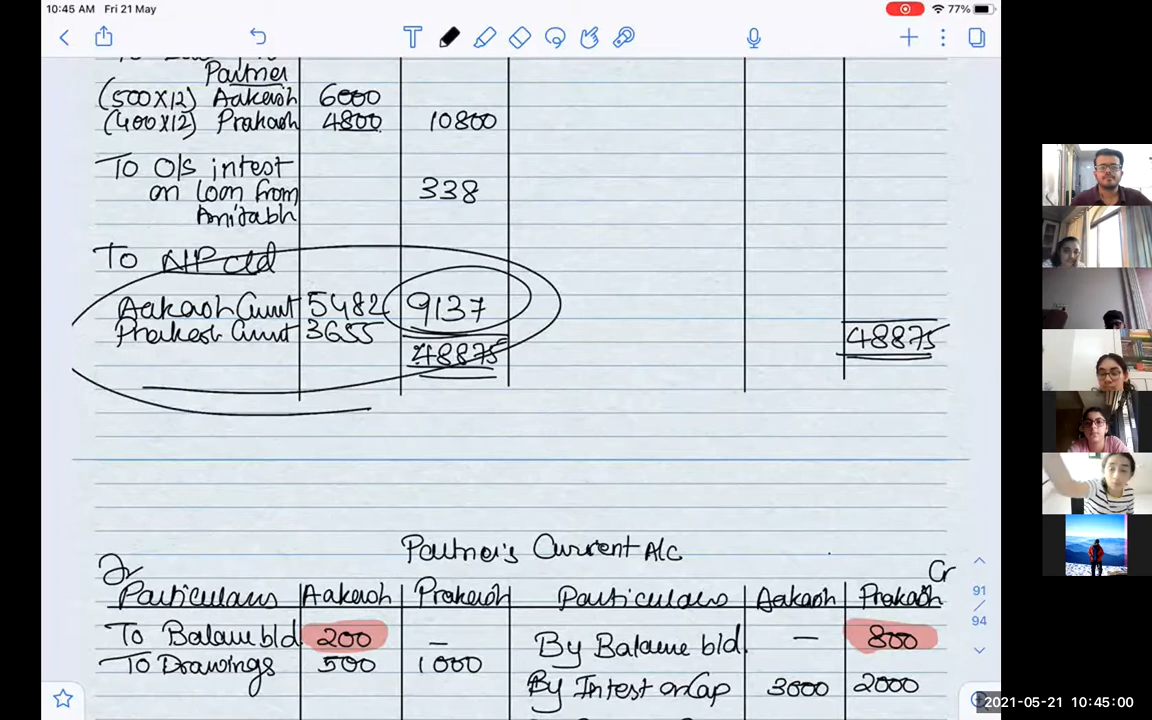 10:45 AM Fri 21 May
77%
Partner
(500X12) Aakash 6000
(400X12) Prakash 4800 10800
To O/S intest
on Loan from
Amitabh
338
To NP ctd
Aakash Curnt 5482 9137
Prakash Curnt 3655
48875
48875
Partner's Current A/c
Dr Cr
Particulars Aakash Prakash Particulars Aakash Prakash
To Balance b/d 200 — By Balance b/d. — 800
To Drawings 500 1000
By Intest on Cap 3000 2000
91
/
94
2021-05-21 10:45:00